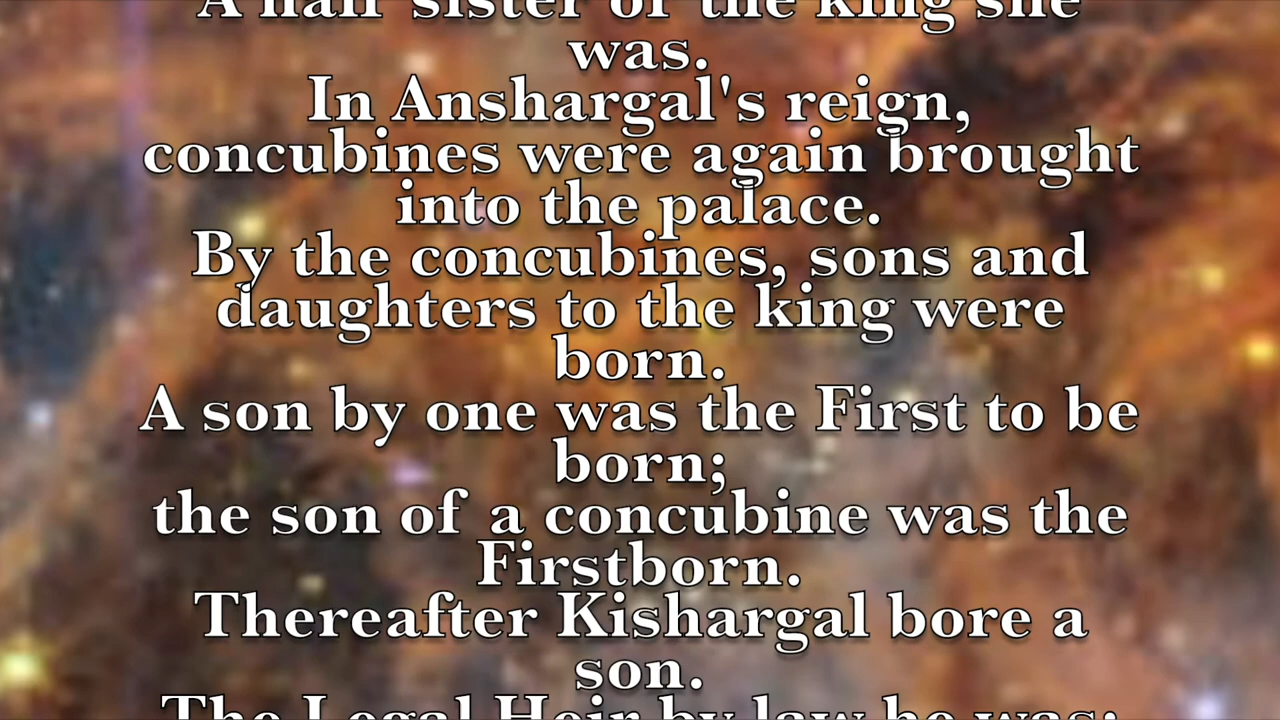 A half sister of the king she
was.
In Anshargal's reign,
concubines were again brought
into the palace.
By the concubines, sons and
daughters to the king were
born.
A son by one was the First to be
born;
the son of a concubine was the
Firstborn.
Thereafter Kishargal bore a
son.
The Legal Heir by law he was;